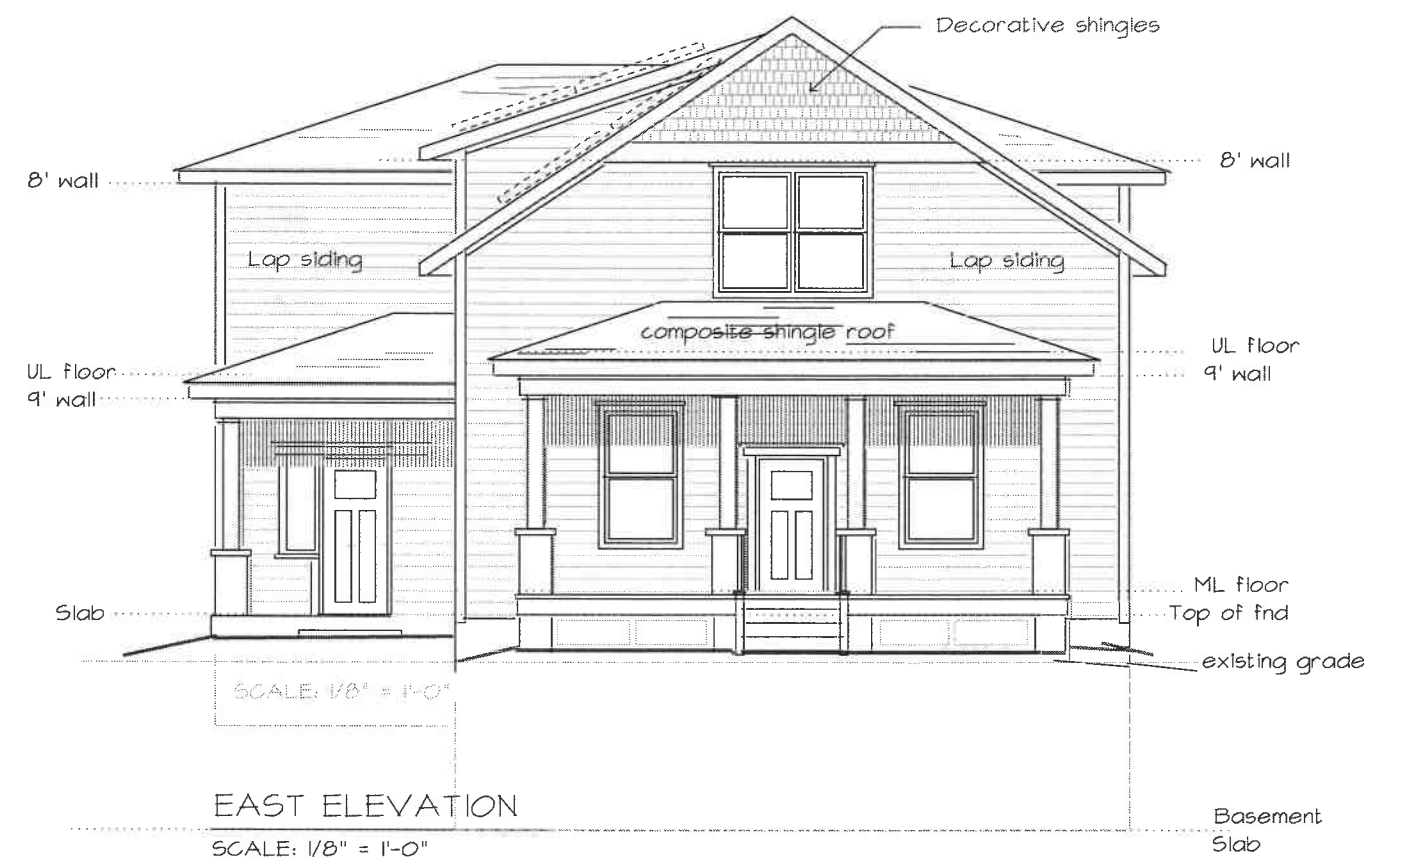 Decorative shingles
8' wall
8' wall
Lap siding
Lap siding
composite shingle roof
UL floor
9' wall
UL floor
9' wall
ML floor
Slab
Top of fnd
existing grade
SCALE: 1/8" = 1'-0"
EAST ELEVATION
SCALE: 1/8" = 1'-0"
Basement
Slab